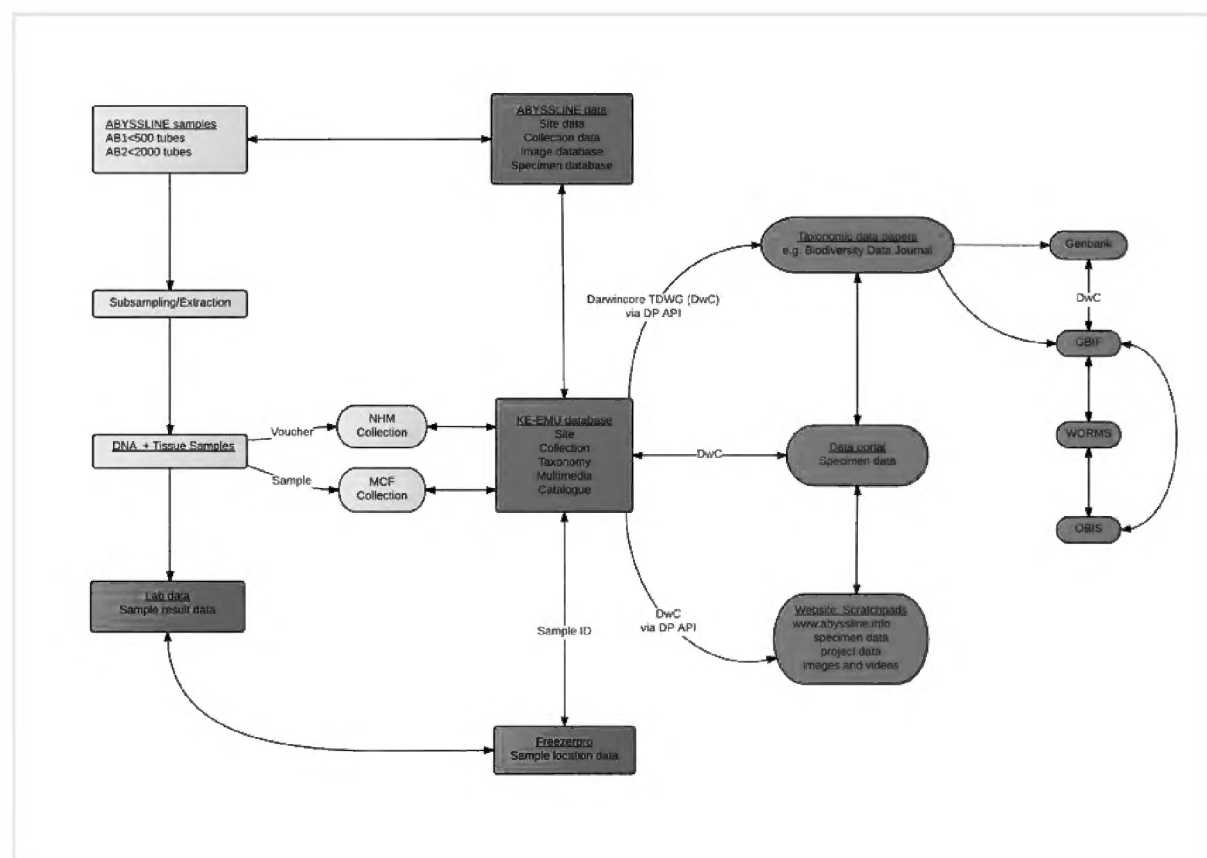 ABYSSLINE samples
AB1<500 tubes
AB2<2000 tubes
ABYSSLINE data
Site data
Collection data
Image database
Specimen database
Taxonomic data papers
e.g. Biodiversity Data Journal
Genbank
Subsampling/Extraction
Darwincore TDWG (DwC)
via DP API
DwC
GBIF
Voucher
NHM
Collection
KE-EMU database
Site
Collection
Taxonomy
Multimedia
Catalogue
DNA + Tissue Samples
Sample
MCF
Collection
DwC
Data portal
Specimen data
WORMS
OBIS
Lab data
Sample result data
Sample ID
DwC
via DP API
Website: Scratchpads
www.abyssline.info
specimen data
project data
images and videos
Freezerpro
Sample location data